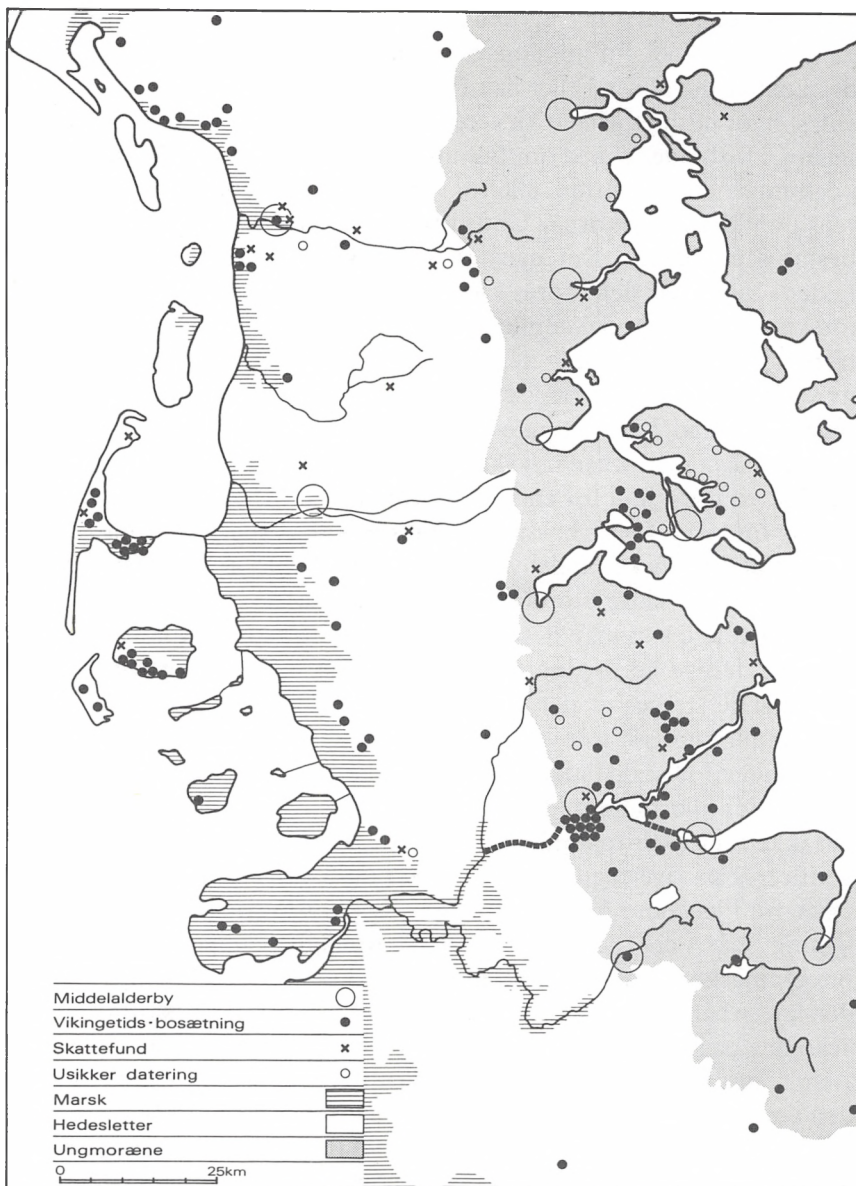 Middelalderby
Vikingetids-bosætning
Skattefund
Usikker datering
Marsk
Hedesletter
Ungmoræne
0 25km